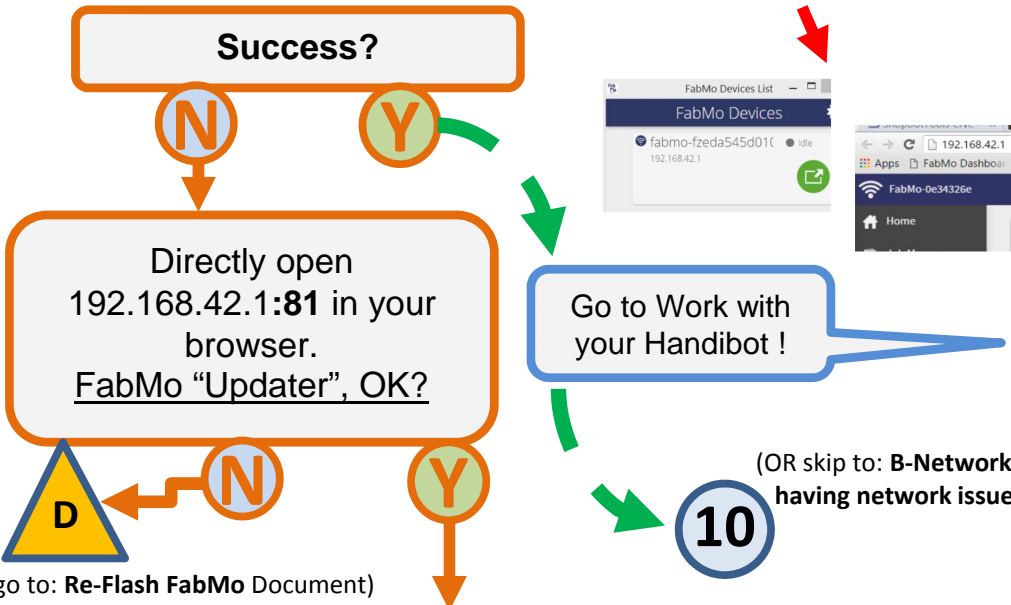 Success?
N
Y
FabMo Devices List
FabMo Devices
fabmo-fzeda545d01(
Idle
192.168.42.1
192.168.42.1
Apps
FabMo Dashboar
FabMo-0e34326e
Home
Directly open
192.168.42.1:81 in your
browser.
FabMo “Updater”, OK?
Go to Work with
your Handibot !
N
Y
D
10
(OR skip to: B-Network
having network issue
go to: Re-Flash FabMo Document)